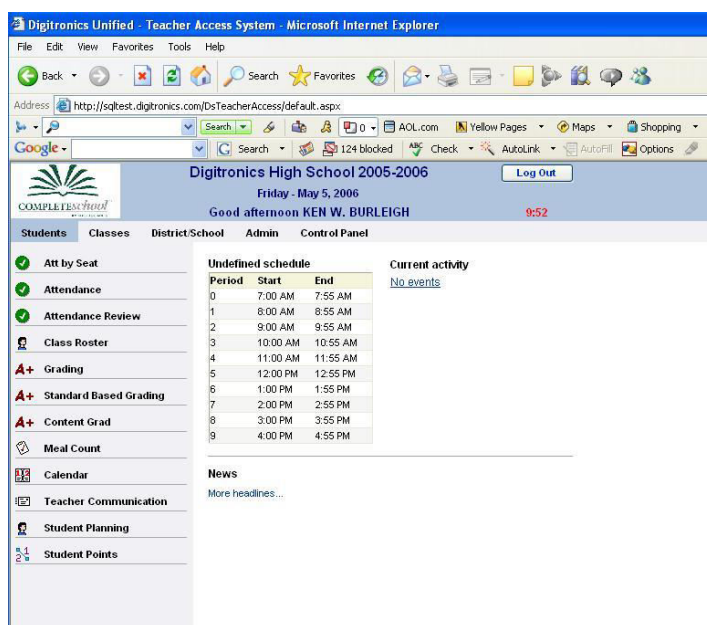 Digitronics Unified - Teacher Access System - Microsoft Internet Explorer
File Edit View Favorites Tools Help
Back Search Favorites
Address http://sqltest.digitronics.com/DsTeacherAccess/default.aspx
Search 0 AOL.com Yellow Pages Maps Shopping
Google Search 124 blocked ABC Check AutoLink AutoFill Options
Digitronics High School 2005-2006 Log Out
Friday - May 5, 2006
COMPLETESchool
Good afternoon KEN W. BURLEIGH 9:52
Students Classes District/School Admin Control Panel
Att by Seat
Attendance
Attendance Review
Class Roster
A+ Grading
A+ Standard Based Grading
A+ Content Grad
Meal Count
Calendar
Teacher Communication
Student Planning
Student Points
Undefined schedule
Period Start End
0 7:00 AM 7:55 AM
1 8:00 AM 8:55 AM
2 9:00 AM 9:55 AM
3 10:00 AM 10:55 AM
4 11:00 AM 11:55 AM
5 12:00 PM 12:55 PM
6 1:00 PM 1:55 PM
7 2:00 PM 2:55 PM
8 3:00 PM 3:55 PM
9 4:00 PM 4:55 PM
Current activity
No events
News
More headlines...